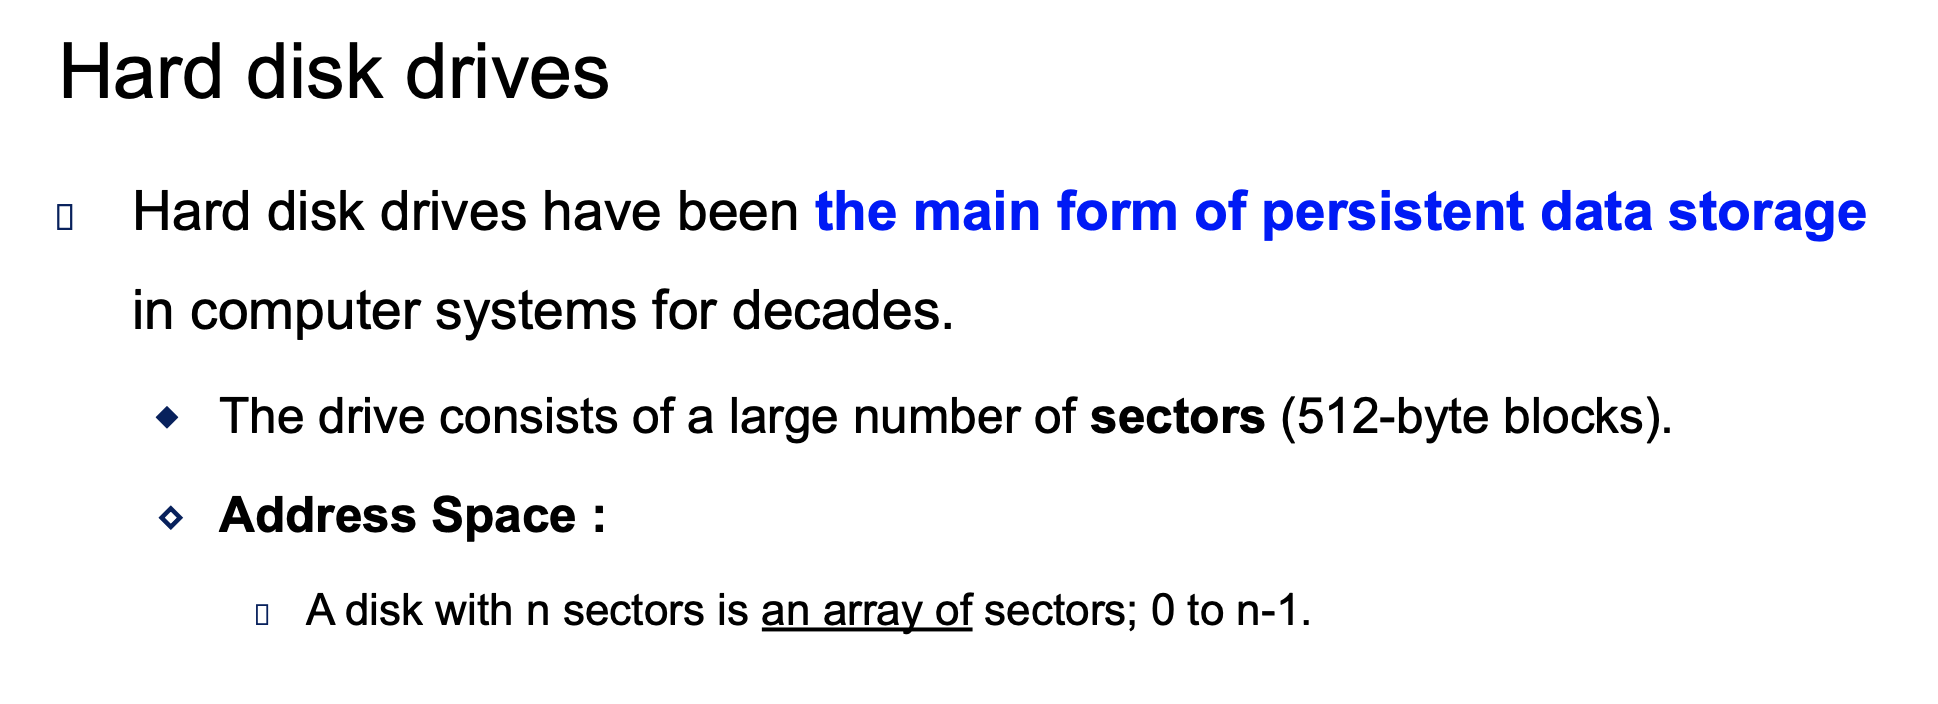 Hard disk drives
Hard disk drives have been the main form of persistent data storage
in computer systems for decades.
The drive consists of a large number of sectors (512-byte blocks).
Address Space :
A disk with n sectors is an array of sectors; 0 to n-1.